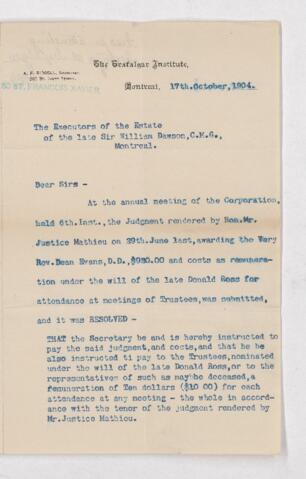 The Trafalgar Institute,
A. F. RIDDELL, Secretary.
80 ST. FRANCOIS XAVIER
Montreal, 17th.October,1904.
The Executors of the Estate
of the late Sir William Dawson,C.M.G.,
Montreal.
Dear Sirs -
At the annual meeting of the Corporation,
held 6th.Inst.,the Judgment rendered by Hon.Mr.
Justice Mathieu on 29th.June last,awarding the Very
Rev.Dean Evans,D.D.,$920.00 and costs as remuner-
ation under the will of the late Donald Ross for
attendance at meetings of Trustees,was submitted,
and it was RESOLVED -
THAT the Secretary be and is hereby instructed to
pay the said judgment,and costs,and that he be
also instructed ti pay to the Trustees,nominated
under the will of the late Donald Ross,or to the
representatives of such as maybe deceased,a
remuneration of Ten dollars ($10 00) for each
attendance at any meeting - the whole in accord-
ance with the tenor of the judgment rendered by
Mr.Justice Mathieu.